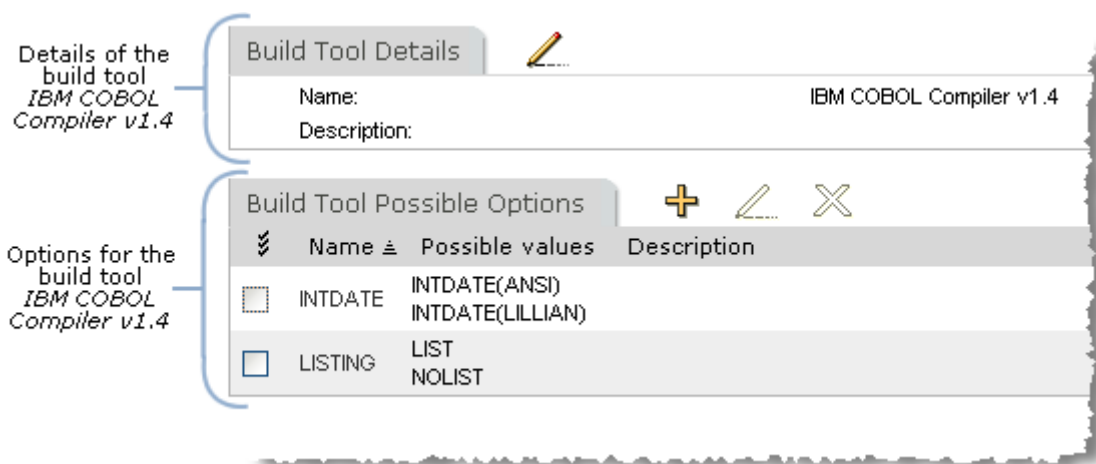 Details of the
build tool
IBM COBOL
Compiler v1.4
Build Tool Details
Name: IBM COBOL Compiler v1.4
Description:
Options for the
build tool
IBM COBOL
Compiler v1.4
Build Tool Possible Options
Name Possible values Description
INTDATE
INTDATE(ANSI)
INTDATE(LILLIAN)
LISTING
LIST
NOLIST